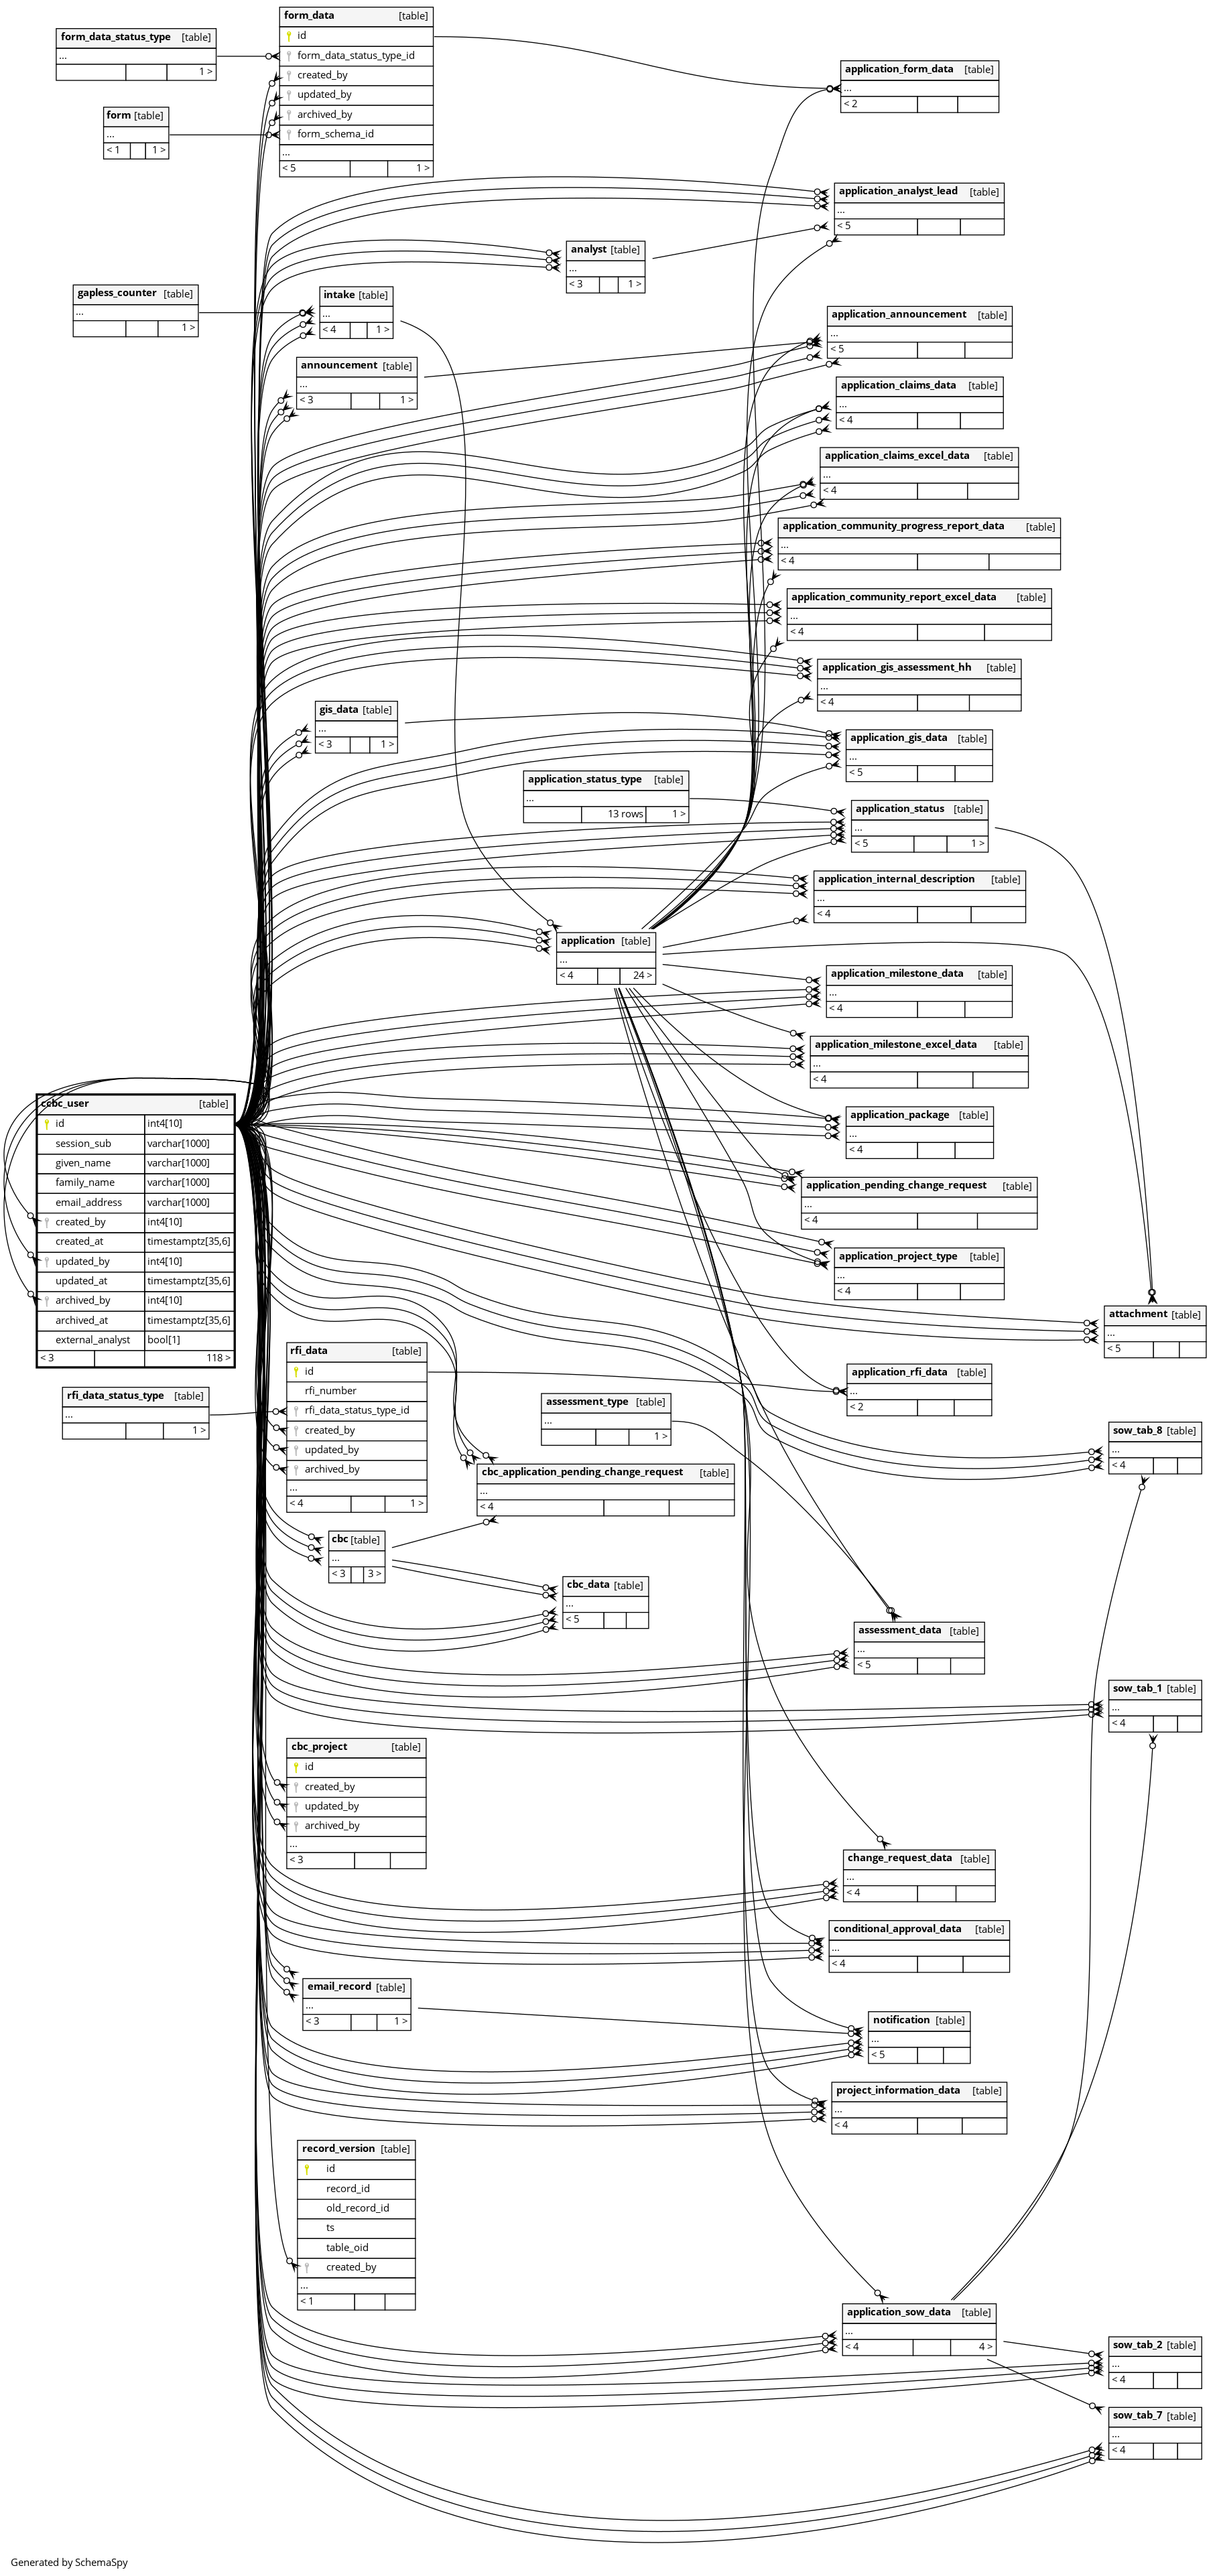 form_data [table]
id
form_data_status_type_id
created_by
updated_by
archived_by
form_schema_id
...
< 5 1 >
form_data_status_type [table]
...
1 >
form [table]
...
< 1 1 >
application_form_data [table]
...
< 2
application_analyst_lead [table]
...
< 5
analyst [table]
...
< 3 1 >
gapless_counter [table]
...
1 >
intake [table]
...
< 4 1 >
application_announcement [table]
...
< 5
announcement [table]
...
< 3 1 >
application_claims_data [table]
...
< 4
application_claims_excel_data [table]
...
< 4
application_community_progress_report_data [table]
...
< 4
application_community_report_excel_data [table]
...
< 4
application_gis_assessment_hh [table]
...
< 4
gis_data [table]
...
< 3 1 >
application_gis_data [table]
...
< 5
application_status_type [table]
...
13 rows 1 >
application_status [table]
...
< 5 1 >
application_internal_description [table]
...
< 4
application [table]
...
< 4 24 >
application_milestone_data [table]
...
< 4
application_milestone_excel_data [table]
...
< 4
ccbc_user [table]
id int4[10]
session_sub varchar[1000]
given_name varchar[1000]
family_name varchar[1000]
email_address varchar[1000]
created_by int4[10]
created_at timestamptz[35,6]
updated_by int4[10]
updated_at timestamptz[35,6]
archived_by int4[10]
archived_at timestamptz[35,6]
external_analyst bool[1]
< 3 118 >
application_package [table]
...
< 4
application_pending_change_request [table]
...
< 4
application_project_type [table]
...
< 4
attachment [table]
...
< 5
rfi_data [table]
id
rfi_number
rfi_data_status_type_id
created_by
updated_by
archived_by
...
< 4 1 >
application_rfi_data [table]
...
< 2
rfi_data_status_type [table]
...
1 >
assessment_type [table]
...
1 >
sow_tab_8 [table]
...
< 4
cbc_application_pending_change_request [table]
...
< 4
cbc [table]
...
< 3 3 >
cbc_data [table]
...
< 5
assessment_data [table]
...
< 5
sow_tab_1 [table]
...
< 4
cbc_project [table]
id
created_by
updated_by
archived_by
...
< 3
change_request_data [table]
...
< 4
conditional_approval_data [table]
...
< 4
email_record [table]
...
< 3 1 >
notification [table]
...
< 5
project_information_data [table]
...
< 4
record_version [table]
id
record_id
old_record_id
ts
table_oid
created_by
...
< 1
application_sow_data [table]
...
< 4 4 >
sow_tab_2 [table]
...
< 4
sow_tab_7 [table]
...
< 4
Generated by SchemaSpy